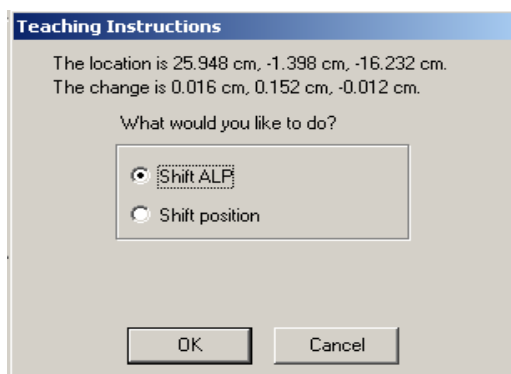 Teaching Instructions
The location is 25.948 cm, -1.398 cm, -16.232 cm.
The change is 0.016 cm, 0.152 cm, -0.012 cm.
What would you like to do?
Shift ALP
Shift position
OK Cancel